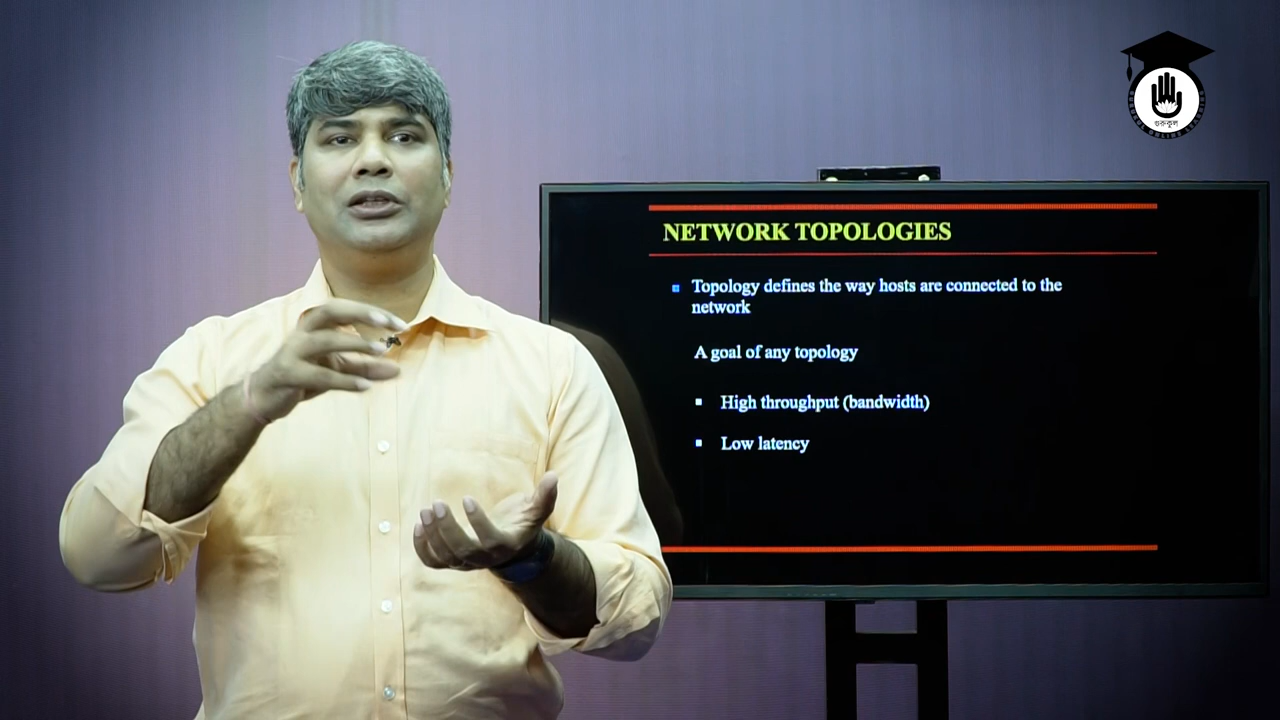 গুরুকুল
NETWORK TOPOLOGIES
Topology defines the way hosts are connected to the
network
A goal of any topology
High throughput (bandwidth)
Low latency